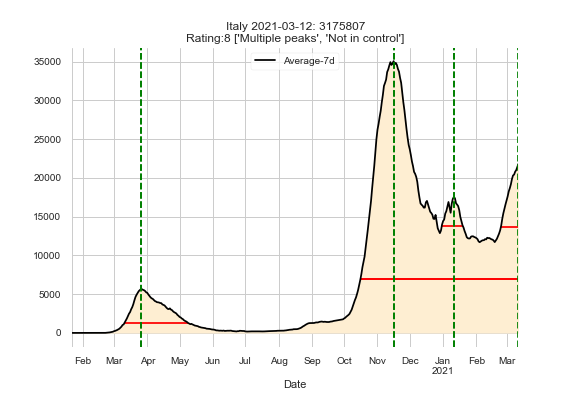 Italy 2021-03-12: 3175807
Rating:8 ['Multiple peaks', 'Not in control']
Average-7d
35000
30000
25000
20000
15000
10000
5000
0
Feb Mar Apr May Jun Jul Aug Sep Oct Nov Dec Jan Feb Mar
2021
Date